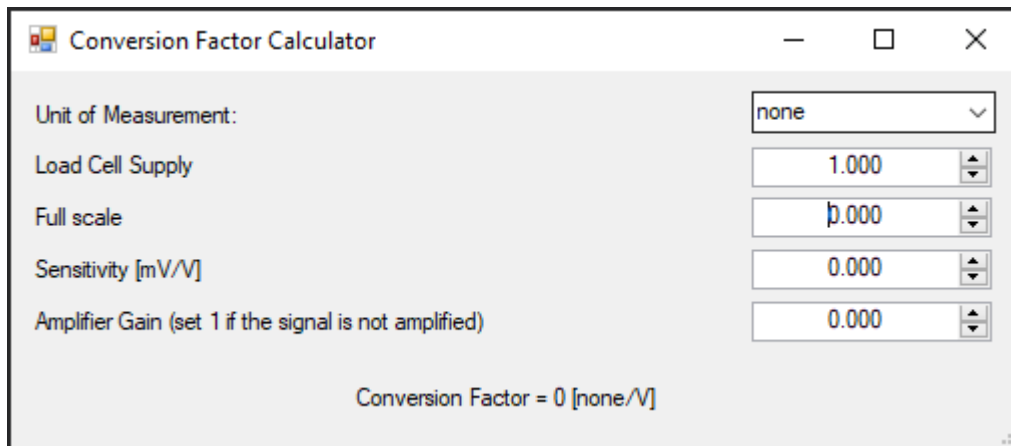 Conversion Factor Calculator
Unit of Measurement: none
Load Cell Supply 1.000
Full scale 0.000
Sensitivity [mV/V] 0.000
Amplifier Gain (set 1 if the signal is not amplified) 0.000
Conversion Factor = 0 [none/V]